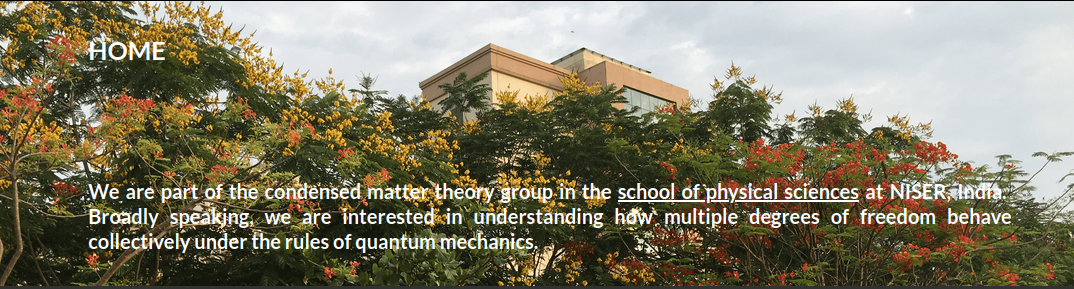 HOME
We are part of the condensed matter theory group in the school of physical sciences at NISER, India.
Broadly speaking, we are interested in understanding how multiple degrees of freedom behave
collectively under the rules of quantum mechanics.